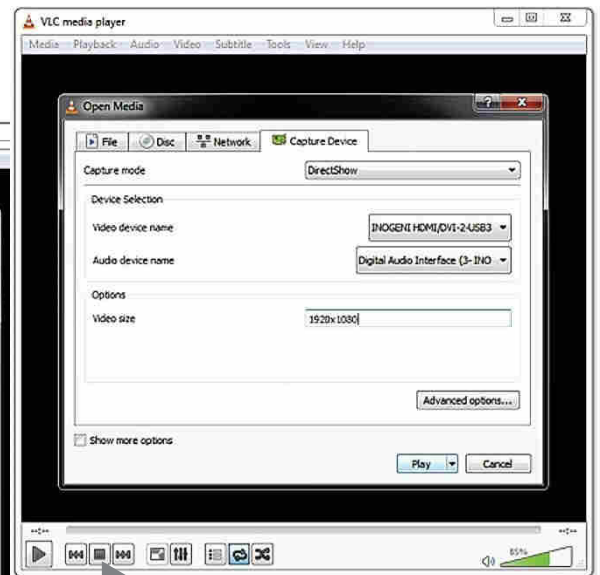 VLC media player
Media Playback Audio Video Subtitle Tools View Help
Open Media
File Disc Network Capture Device
Capture mode DirectShow
Device Selection
Video device name INOGENI HDMI/DVI-2-USB3
Audio device name Digital Audio Interface (3- INO
Options
Video size 1920x1080
Advanced options...
Show more options
Play Cancel
--:-- --:--
85%